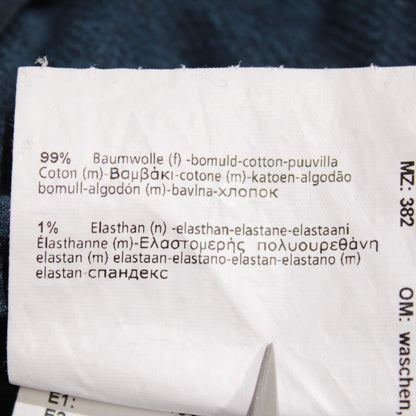 99% Baumwolle (f) -bomuld-cotton-puuvilla
Coton (m)-Βαμβάκι-cotone (m)-katoen-algodão
bomull-algodón (m)-bavlna-хлопок
1% Elasthan (n) -elasthan-elastane-elastaani
Élasthanne (m)-Ελαστομερής πολυουρεθάνη
elastan (m) elastaan-elastano-elastan-elastano (m)
elastan-спандекс
MZ: 382
OM: waschen,
E1: